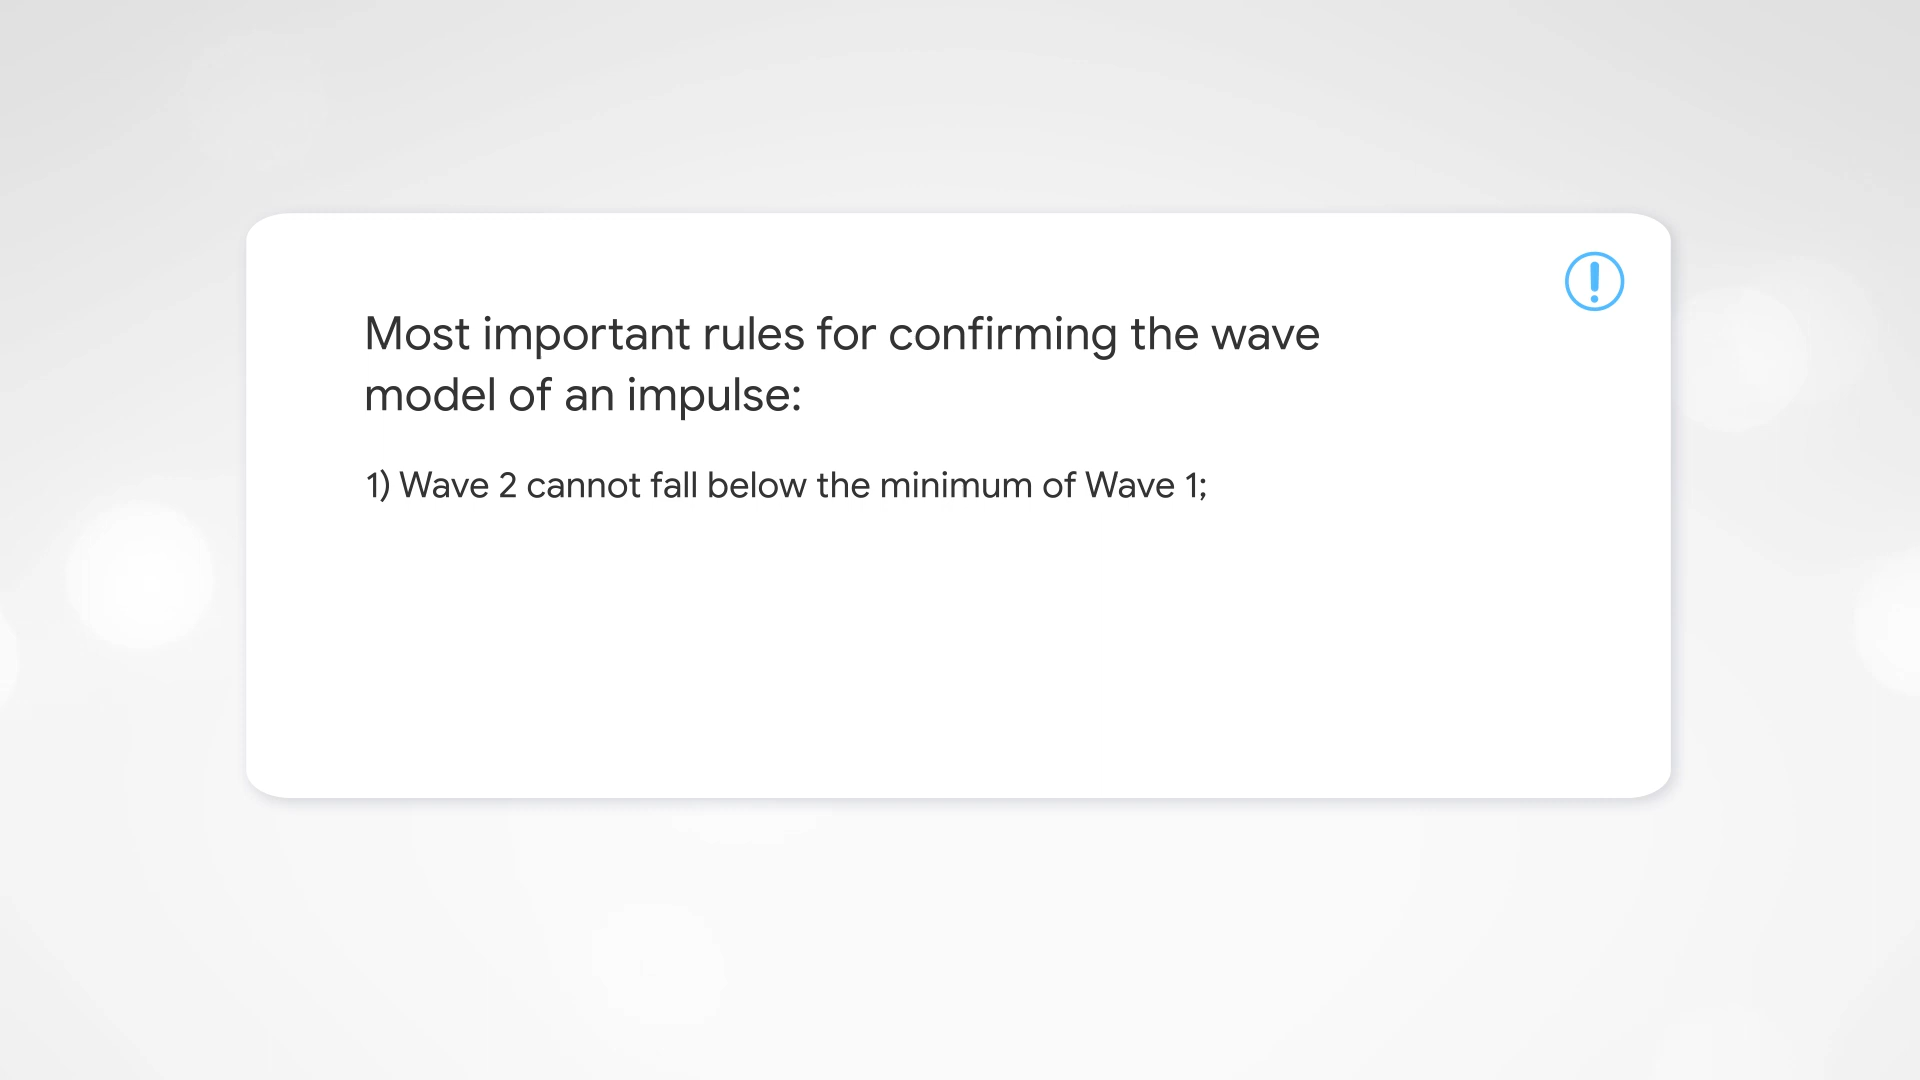 Most important rules for confirming the wave
model of an impulse:
1) Wave 2 cannot fall below the minimum of Wave 1;